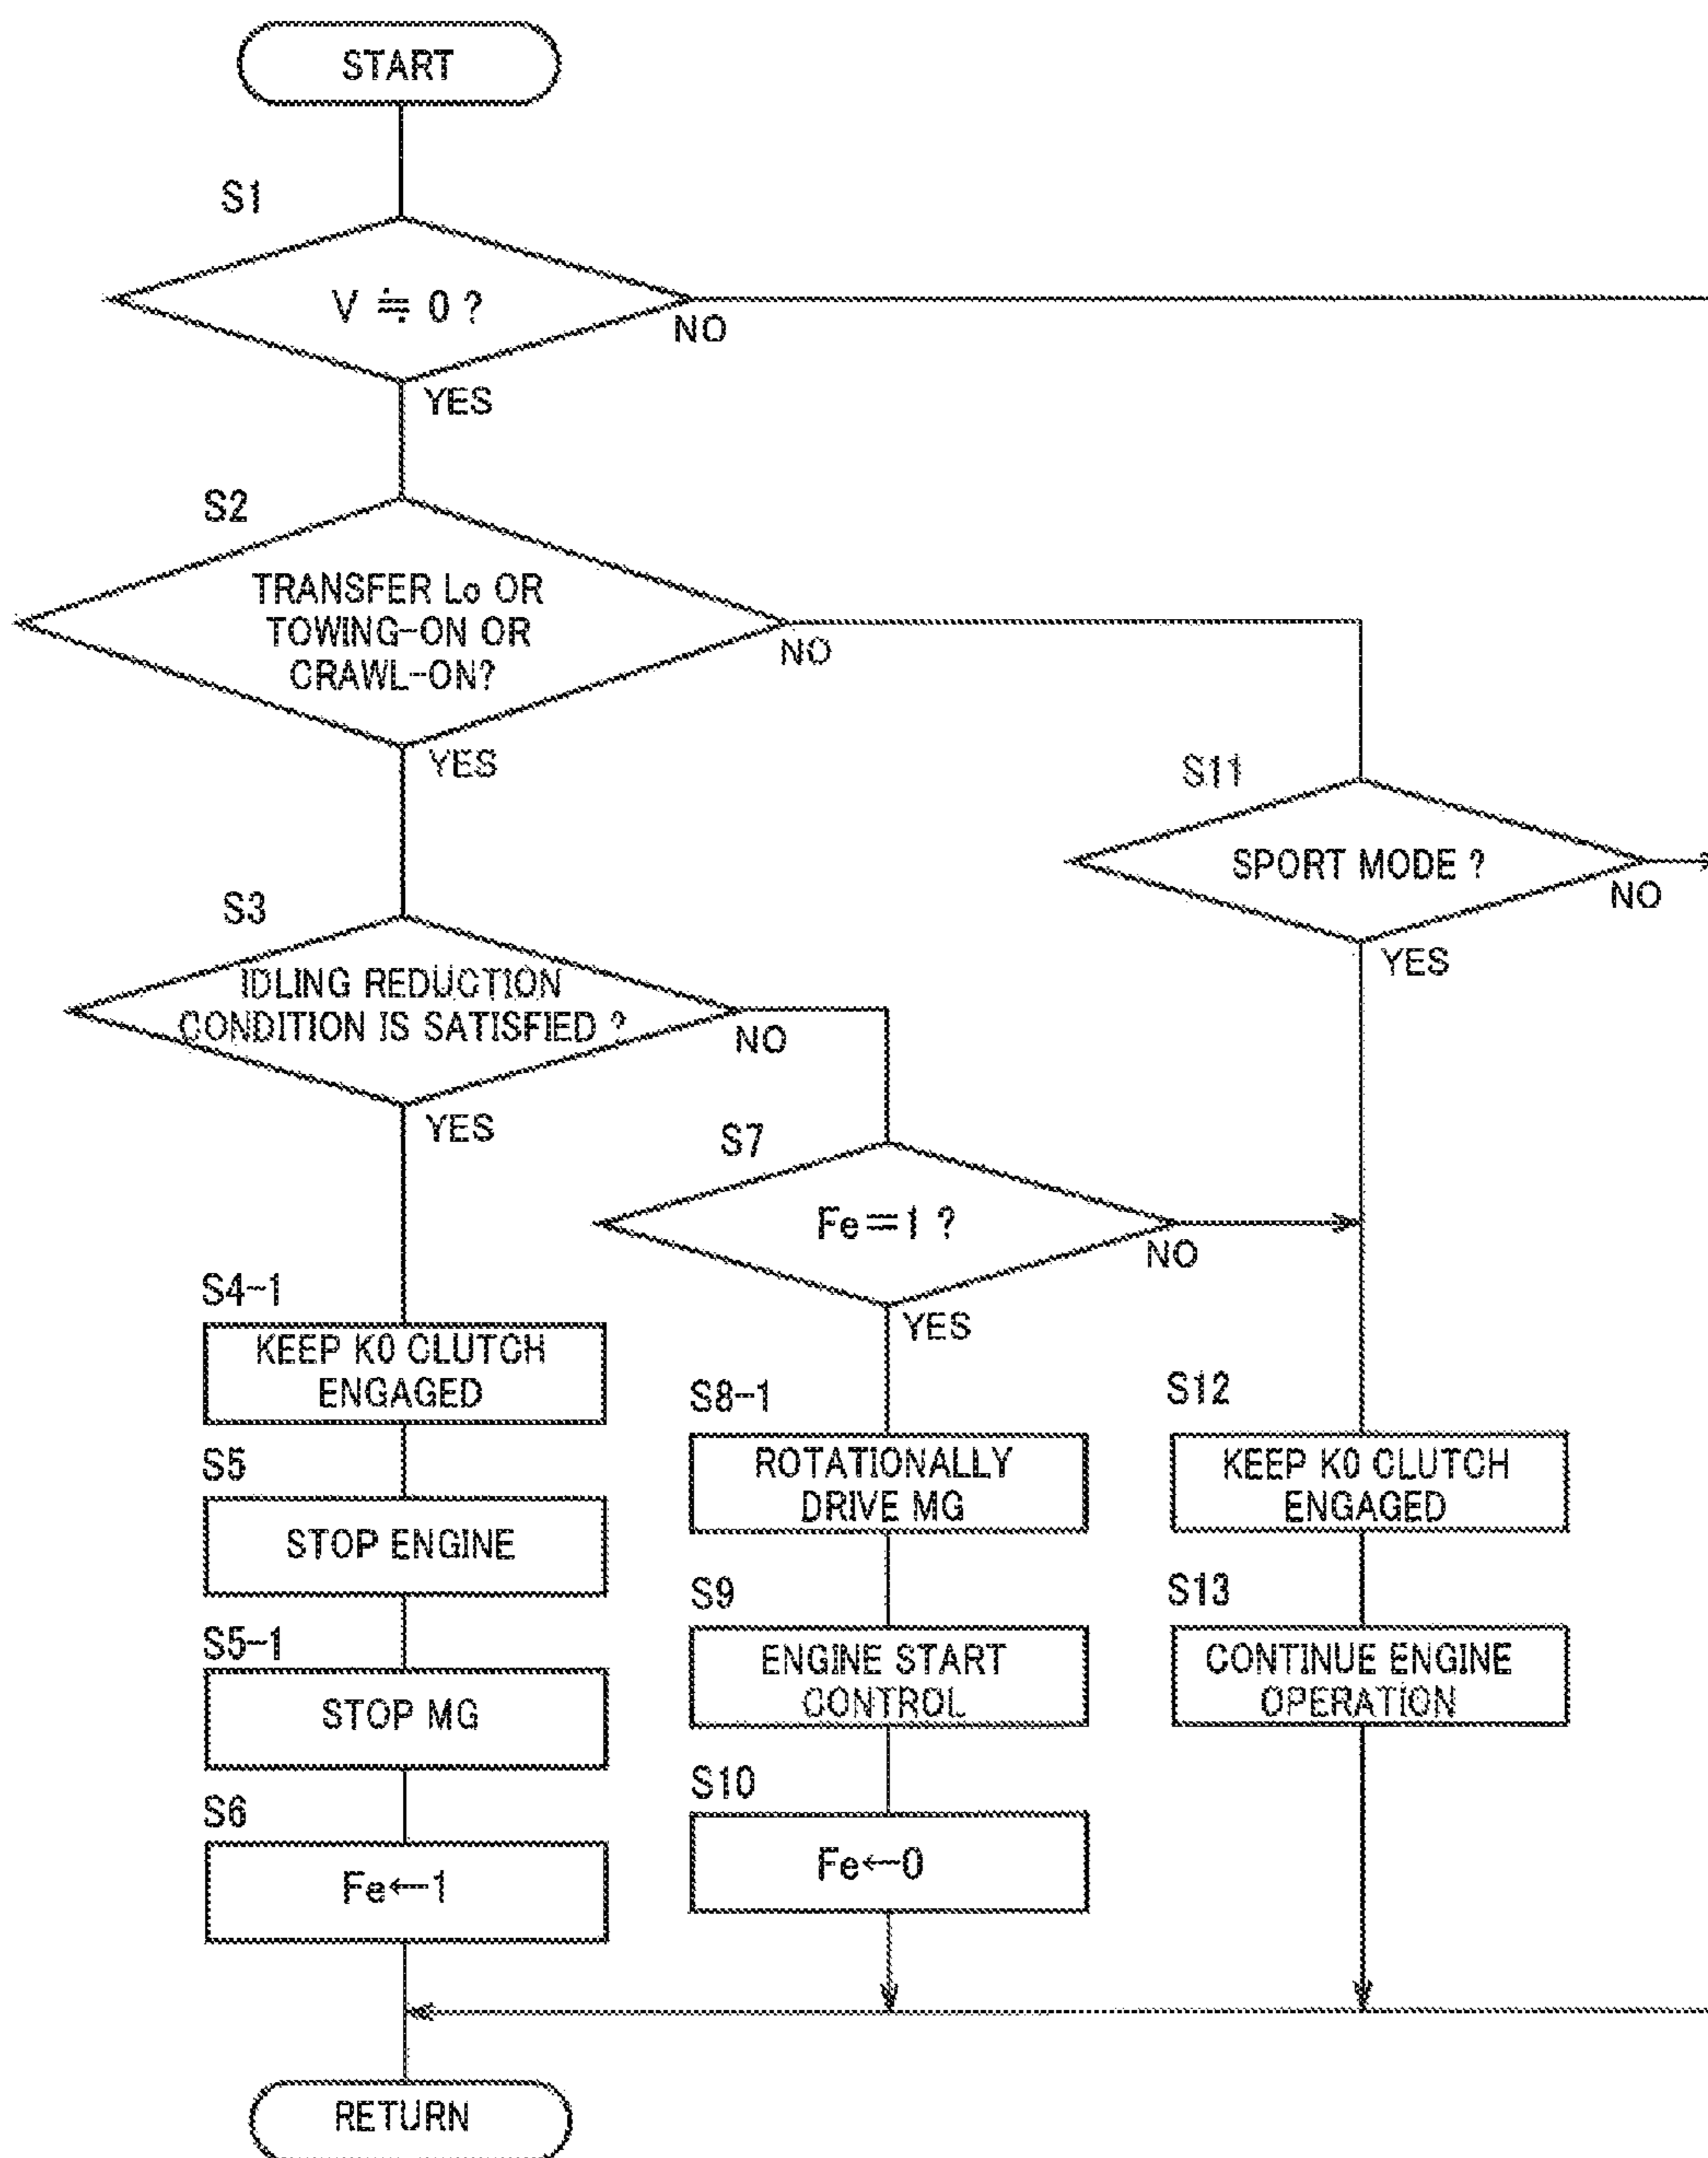 START
S1
V ≒ 0 ?
NO
YES
S2
TRANSFER Lo OR
TOWING-ON OR
CRAWL-ON?
NO
YES
S11
SPORT MODE ?
NO
YES
S3
IDLING REDUCTION
CONDITION IS SATISFIED ?
NO
YES
S7
Fe=1 ?
NO
YES
S4-1
KEEP K0 CLUTCH
ENGAGED
S5
STOP ENGINE
S5-1
STOP MG
S6
Fe←1
S8-1
ROTATIONALLY
DRIVE MG
S9
ENGINE START
CONTROL
S10
Fe←0
S12
KEEP K0 CLUTCH
ENGAGED
S13
CONTINUE ENGINE
OPERATION
RETURN